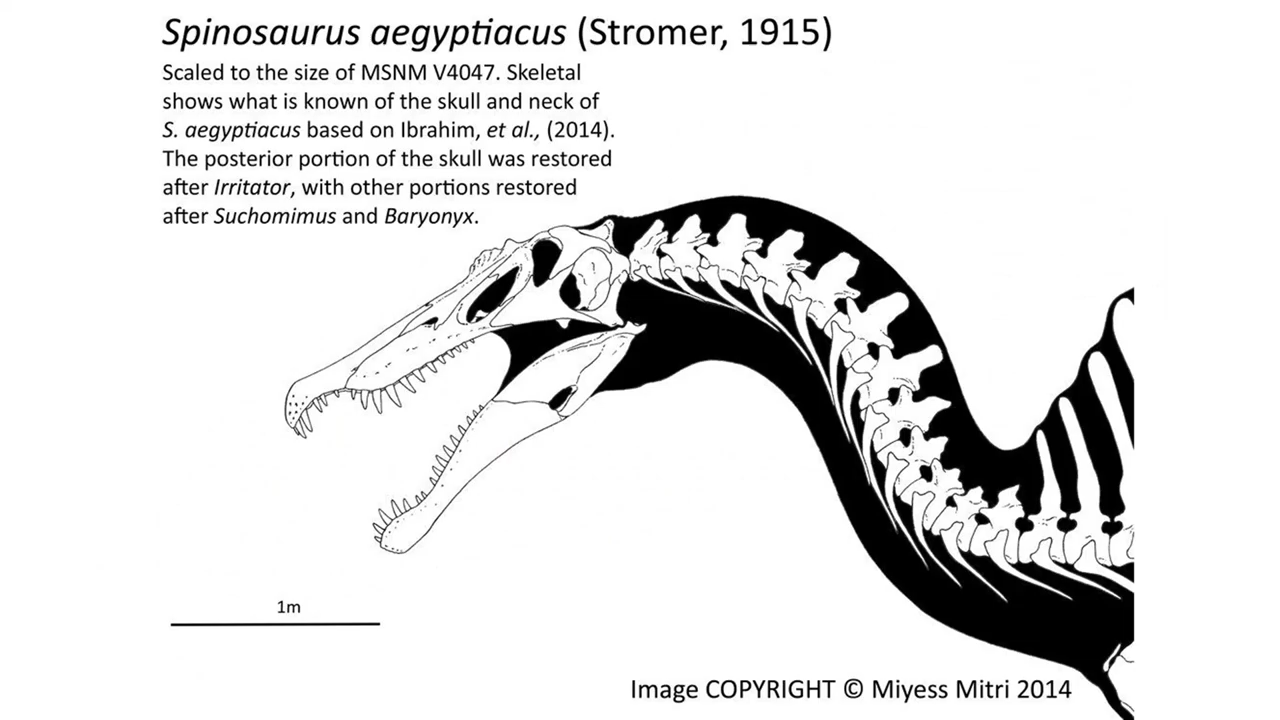 Spinosaurus aegyptiacus (Stromer, 1915)
Scaled to the size of MSNM V4047. Skeletal
shows what is known of the skull and neck of
S. aegyptiacus based on Ibrahim, et al., (2014).
The posterior portion of the skull was restored
after Irritator, with other portions restored
after Suchomimus and Baryonyx.
1m
Image COPYRIGHT © Miyess Mitri 2014